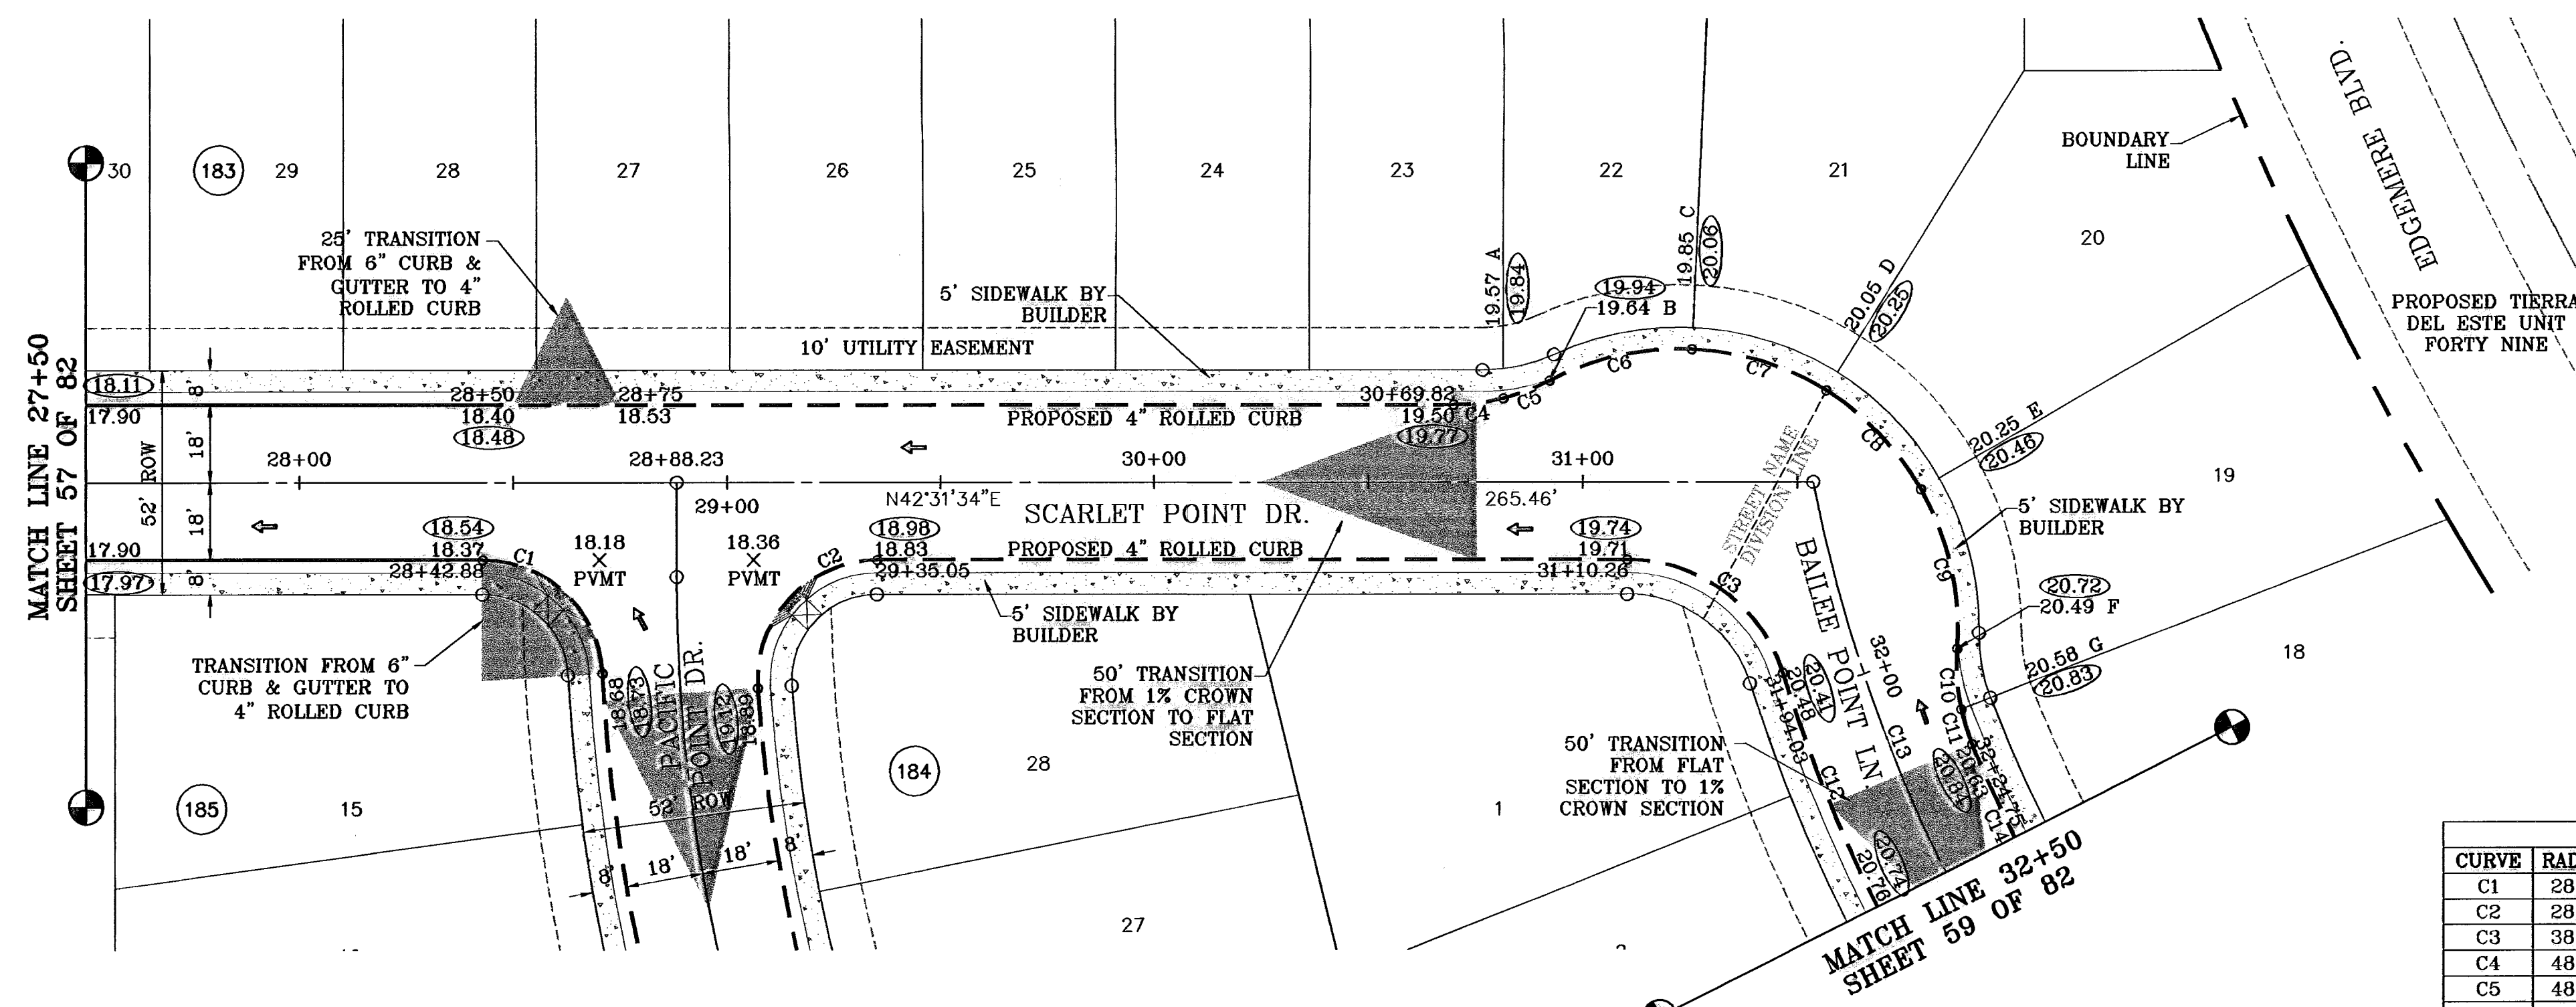 30
183
29
28
27
26
25
24
23
22
21
20
19
18
BOUNDARY
LINE
EDGEMERE BLVD.
PROPOSED TIERRA
DEL ESTE UNIT
FORTY NINE
25' TRANSITION
FROM 6" CURB &
GUTTER TO 4"
ROLLED CURB
5' SIDEWALK BY
BUILDER
10' UTILITY EASEMENT
MATCH LINE 27+50
SHEET 57 OF 82
18.11
17.90
8'
18'
52' ROW
18'
8'
17.90
17.97
28+50
18.40
18.48
28+75
18.53
PROPOSED 4" ROLLED CURB
30+69.82
19.50
19.77
C4
C5
C6
C7
C8
C9
C10
C11
19.57 A
19.84
19.94
19.64 B
19.85 C
20.06
20.05 D
20.25
20.25 E
20.46
20.72
20.49 F
20.58 G
20.83
28+00
28+88.23
29+00
30+00
31+00
N42°31'34"E
265.46'
SCARLET POINT DR.
PROPOSED 4" ROLLED CURB
18.54
18.37
28+42.88
C1
18.18
PVMT
18.36
PVMT
C2
18.98
18.83
29+35.05
19.74
19.71
31+10.26
C3
STREET NAME
DIVISION LINE
5' SIDEWALK BY
BUILDER
5' SIDEWALK BY
BUILDER
BAILEE POINT LN.
32+00
C13
TRANSITION FROM 6"
CURB & GUTTER TO
4" ROLLED CURB
18.68
18.73
PACIFIC
POINT DR.
19.12
18.89
52' ROW
8'
18'
18'
8'
50' TRANSITION
FROM 1% CROWN
SECTION TO FLAT
SECTION
50' TRANSITION
FROM FLAT
SECTION TO 1%
CROWN SECTION
31+94.03
20.48
20.41
C12
20.76
20.74
20.84
20.63
32+24.75
C14
185
15
184
28
27
1
MATCH LINE 32+50
SHEET 59 OF 82
CURVE RAD
C1 28
C2 28
C3 38
C4 48
C5 48